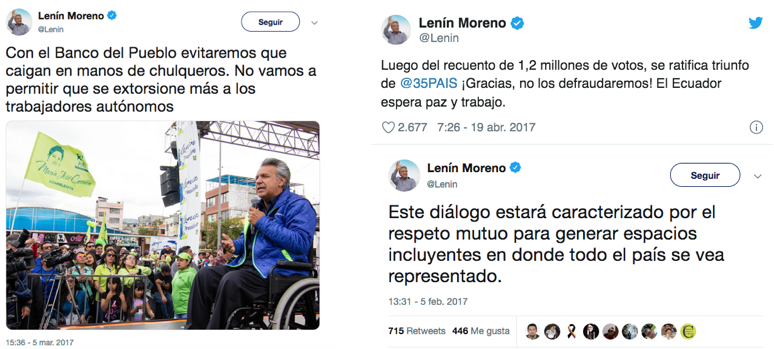 Lenín Moreno
@Lenin
Seguir
Con el Banco del Pueblo evitaremos que
caigan en manos de chulqueros. No vamos a
permitir que se extorsione más a los
trabajadores autónomos
15:36 - 5 mar. 2017
Lenín Moreno
@Lenin
Luego del recuento de 1,2 millones de votos, se ratifica triunfo
de @35PAIS ¡Gracias, no los defraudaremos! El Ecuador
espera paz y trabajo.
2.677 7:26 - 19 abr. 2017
Lenín Moreno
@Lenin
Seguir
Este diálogo estará caracterizado por el
respeto mutuo para generar espacios
incluyentes en donde todo el país se vea
representado.
13:31 - 5 feb. 2017
715 Retweets 446 Me gusta